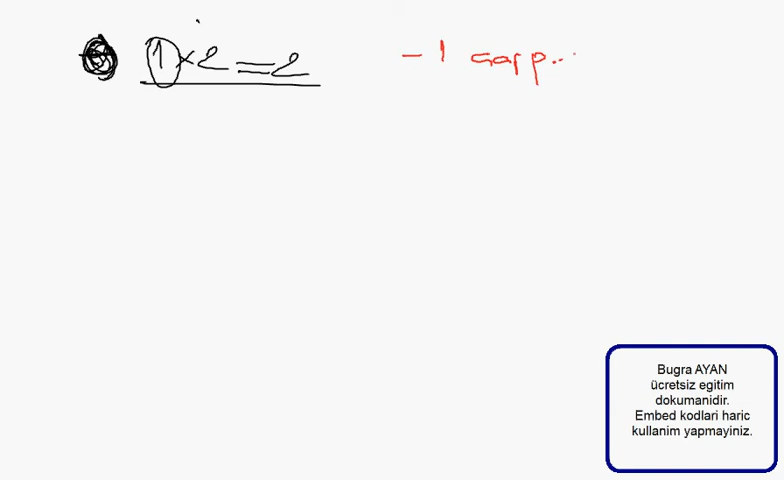 1 × 2 = 2
- 1 çarp...
Bugra AYAN
ücretsiz egitim
dokumanidir.
Embed kodlari haric
kullanim yapmayiniz.